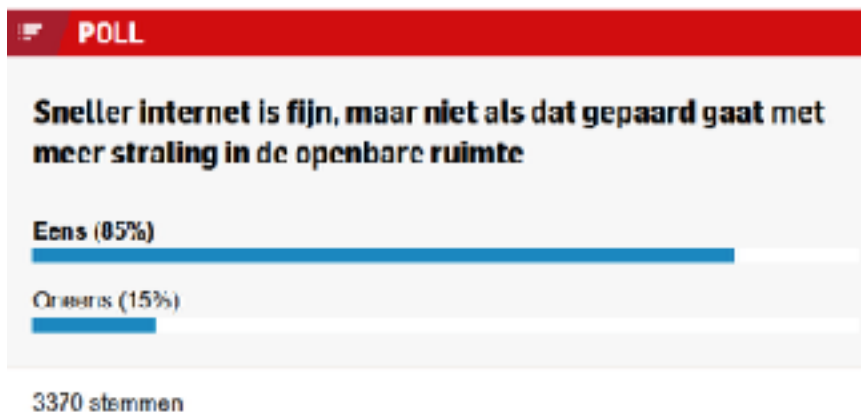 POLL
Sneller internet is fijn, maar niet als dat gepaard gaat met
meer straling in de openbare ruimte
Eens (85%)
Oneens (15%)
3370 stemmen